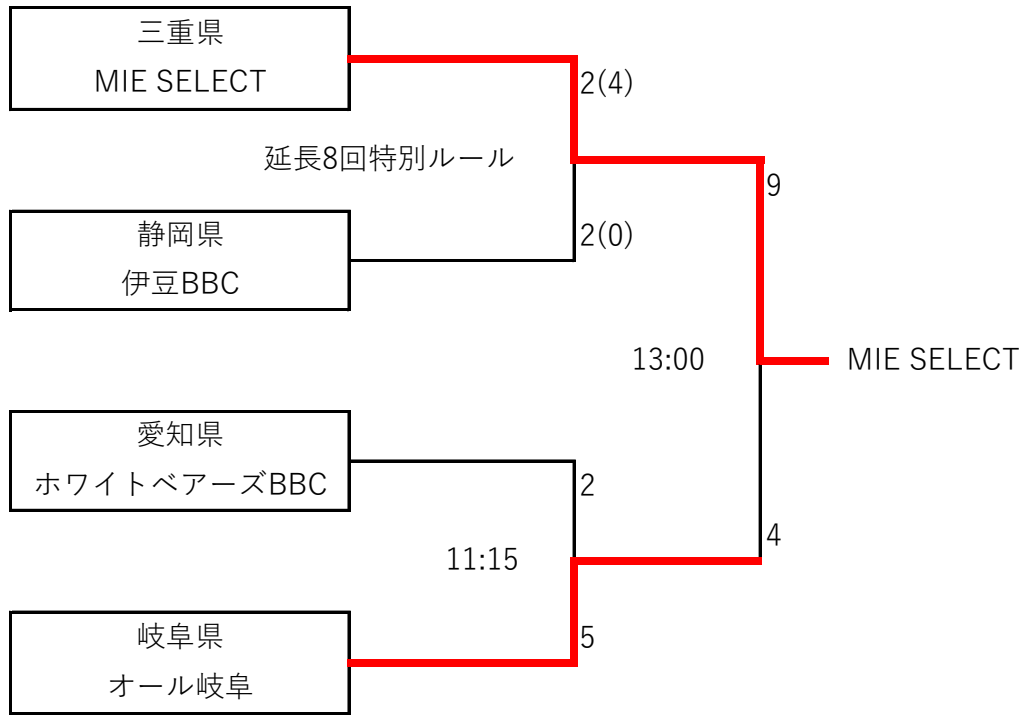 三重県
MIE SELECT
2(4)
延長8回特別ルール
9
静岡県
2(0)
伊豆BBC
13:00
MIE SELECT
愛知県
ホワイトベアーズBBC
2
4
11:15
岐阜県
5
オール岐阜